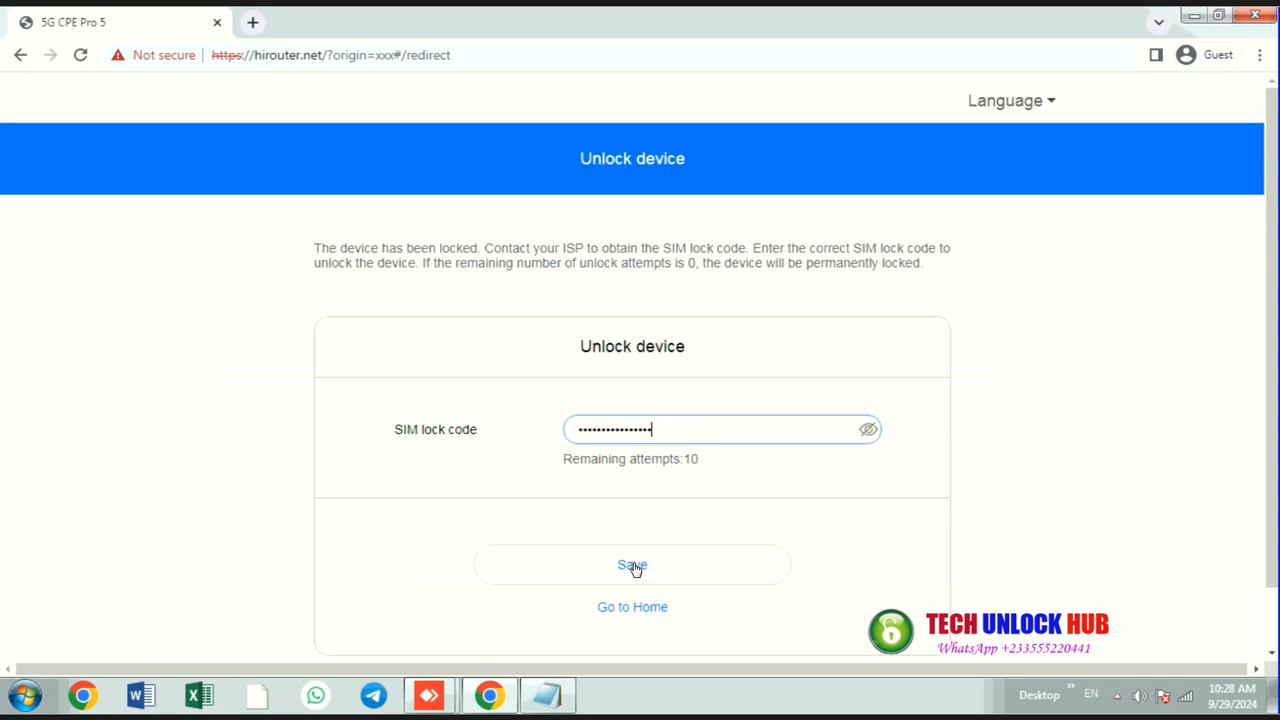 5G CPE Pro 5
Not secure
https://hirouter.net/?origin=xxx#/redirect
Guest
Language
Unlock device
The device has been locked. Contact your ISP to obtain the SIM lock code. Enter the correct SIM lock code to
unlock the device. If the remaining number of unlock attempts is 0, the device will be permanently locked.
Unlock device
SIM lock code
••••••••••••••••
Remaining attempts:10
Save
Go to Home
TECH UNLOCK HUB
WhatsApp +233555220441
Desktop
EN
10:28 AM
9/29/2024